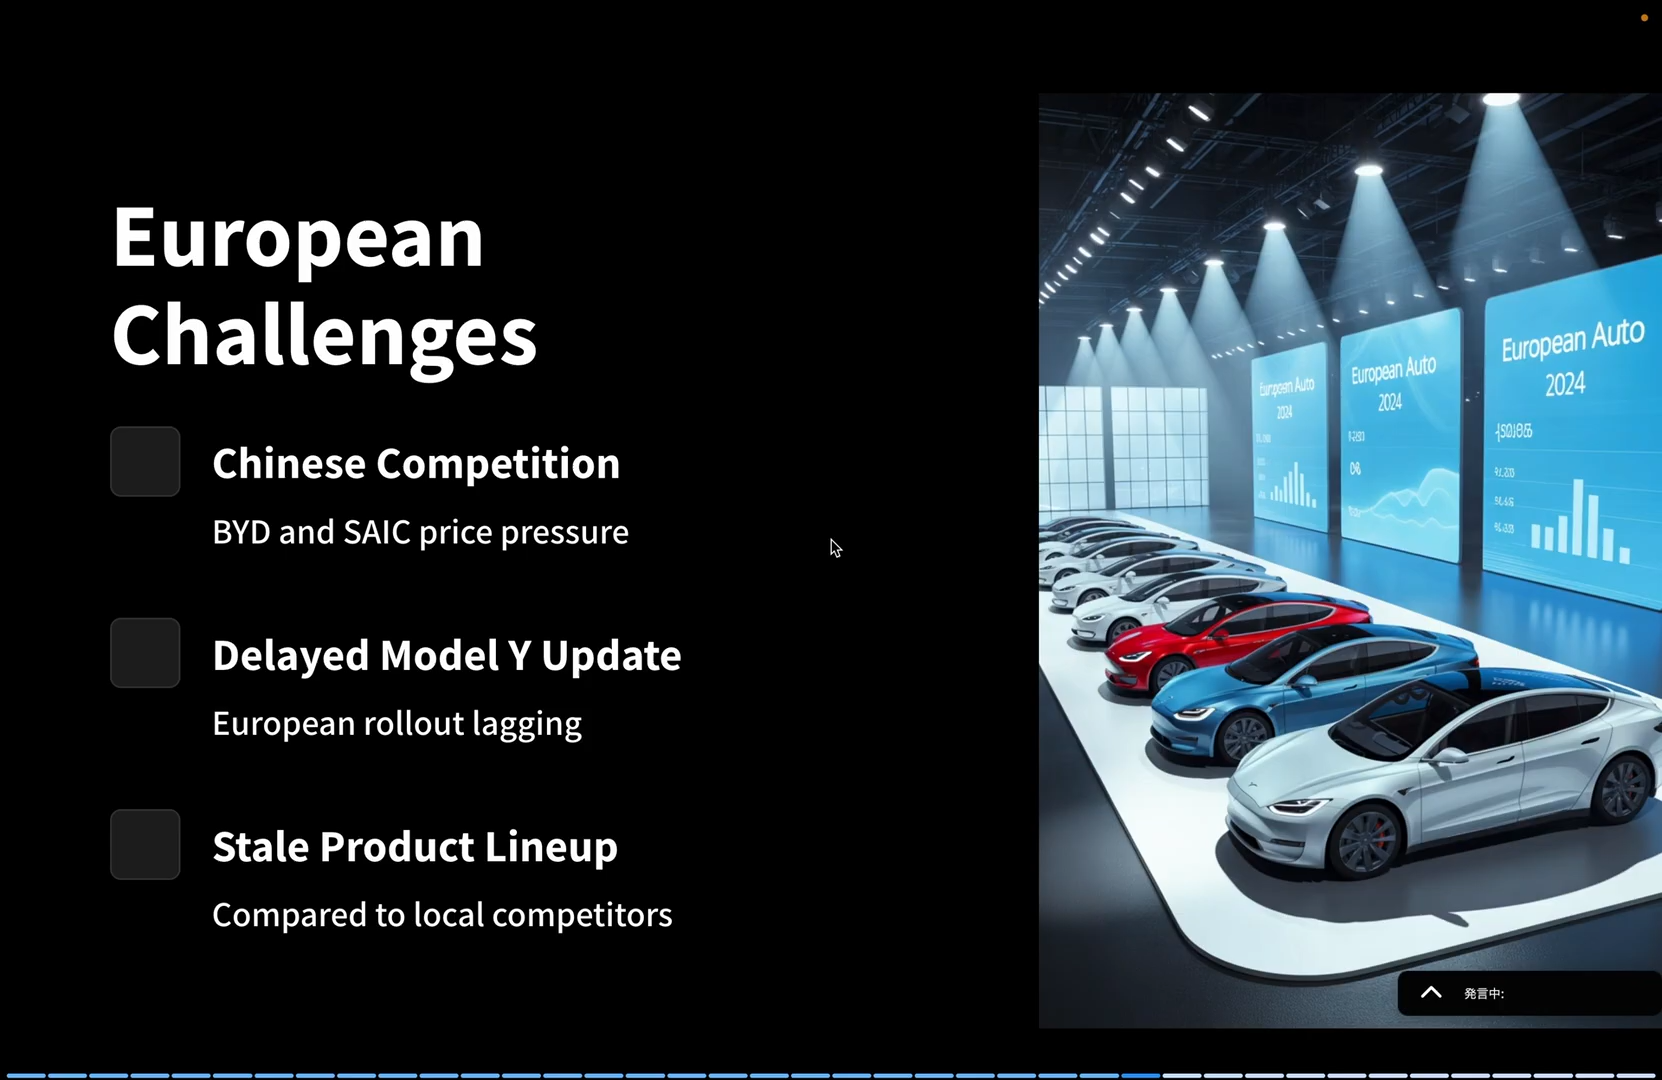 European
Challenges
Chinese Competition
BYD and SAIC price pressure
Delayed Model Y Update
European rollout lagging
Stale Product Lineup
Compared to local competitors
European Auto
2024
European Auto
2024
European Auto
2024
発言中: